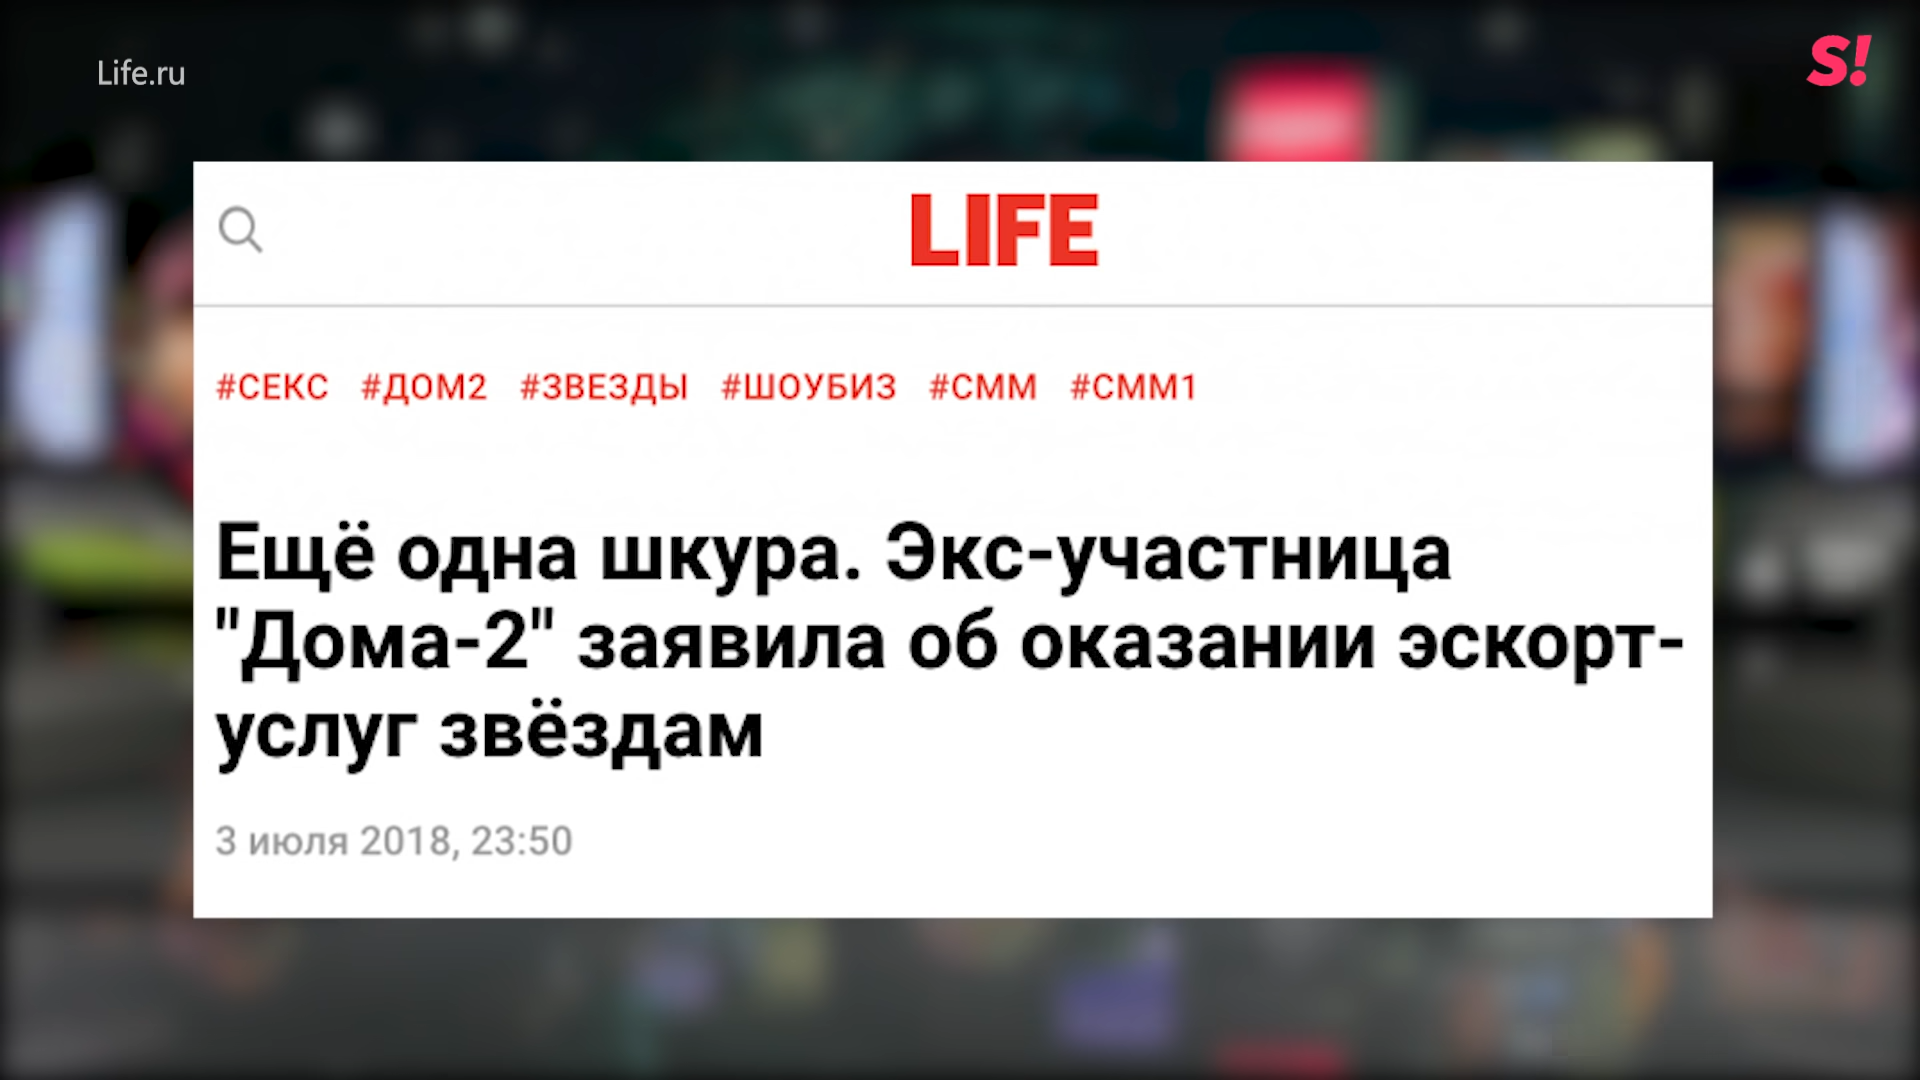 Life.ru
S!
LIFE
#СЕКС #ДОМ2 #ЗВЕЗДЫ #ШОУБИЗ #СММ #СММ1
Ещё одна шкура. Экс-участница
"Дома-2" заявила об оказании эскорт-
услуг звёздам
3 июля 2018, 23:50